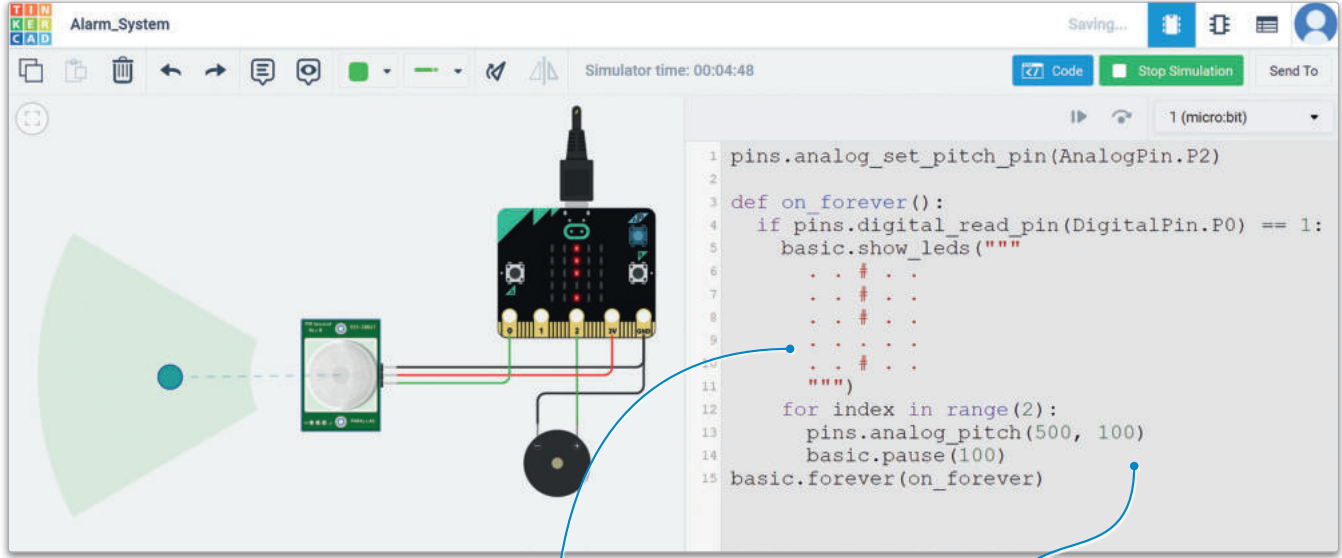 TIN
KER
CAD
Alarm_System
Saving...
Simulator time: 00:04:48
Code
Stop Simulation
Send To
1 (micro:bit)
0 1 2 3V GND
PARALLAX
- +
1 pins.analog_set_pitch_pin(AnalogPin.P2)
2
3 def on_forever():
4 if pins.digital_read_pin(DigitalPin.P0) == 1:
5 basic.show_leds("""
6 . . # . .
7 . . # . .
8 . . # . .
9 . . . . .
10 . . # . .
11 """)
12 for index in range(2):
13 pins.analog_pitch(500, 100)
14 basic.pause(100)
15 basic.forever(on_forever)